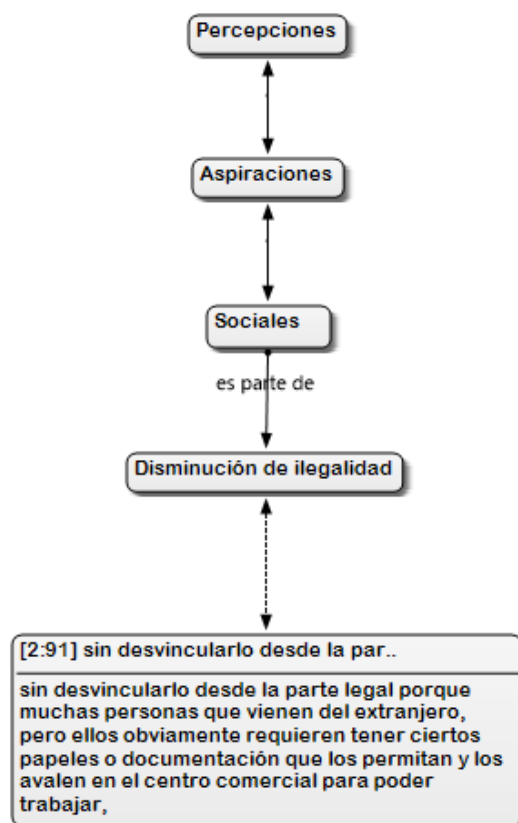 Percepciones
Aspiraciones
Sociales
es parte de
Disminución de ilegalidad
[2:91] sin desvincularlo desde la par..
sin desvincularlo desde la parte legal porque
muchas personas que vienen del extranjero,
pero ellos obviamente requieren tener ciertos
papeles o documentación que los permitan y los
avalen en el centro comercial para poder
trabajar,